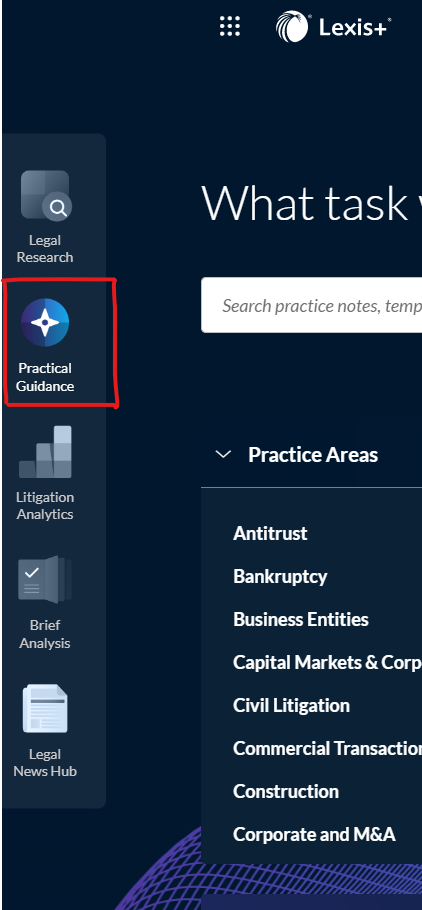 Lexis+®
Legal
Research
Practical
Guidance
Litigation
Analytics
Brief
Analysis
Legal
News Hub
What task
Search practice notes, temp
Practice Areas
Antitrust
Bankruptcy
Business Entities
Capital Markets & Corp
Civil Litigation
Commercial Transaction
Construction
Corporate and M&A